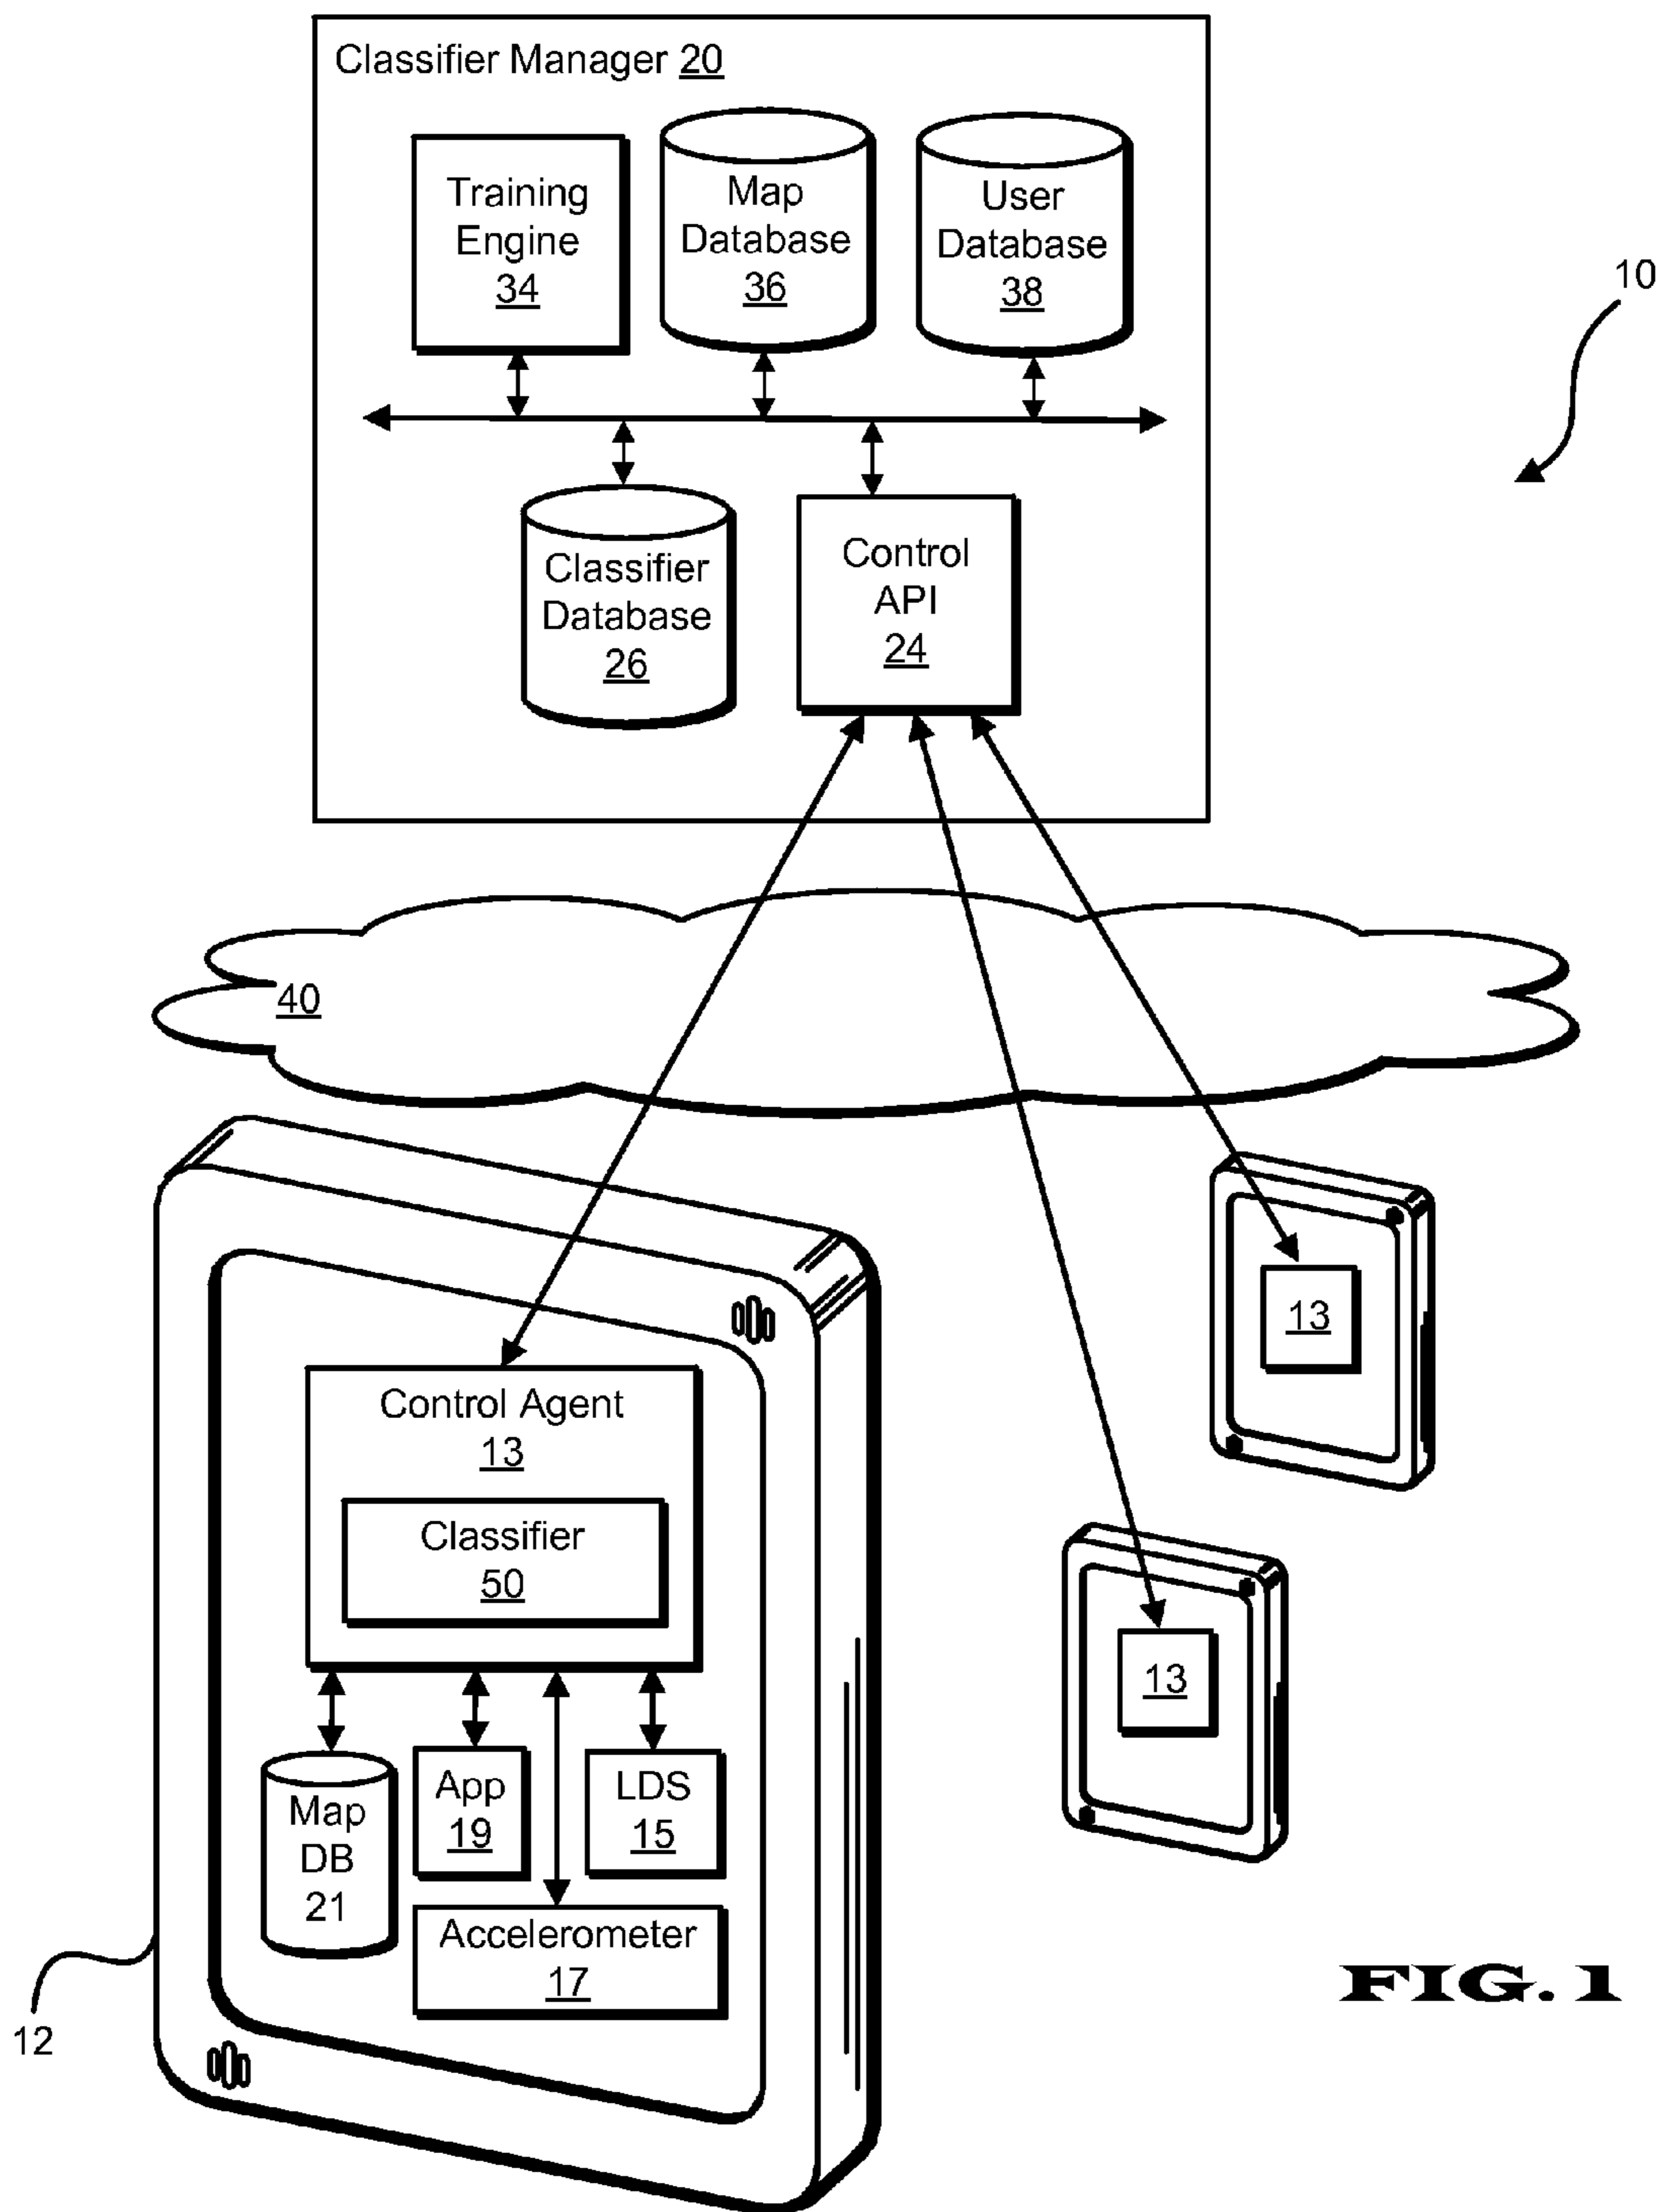 Classifier Manager 20
Training
Engine
34
Map
Database
36
User
Database
38
10
Classifier
Database
26
Control
API
24
40
Control Agent
13
Classifier
50
13
13
Map
DB
21
App
19
LDS
15
Accelerometer
17
12
FIG. 1